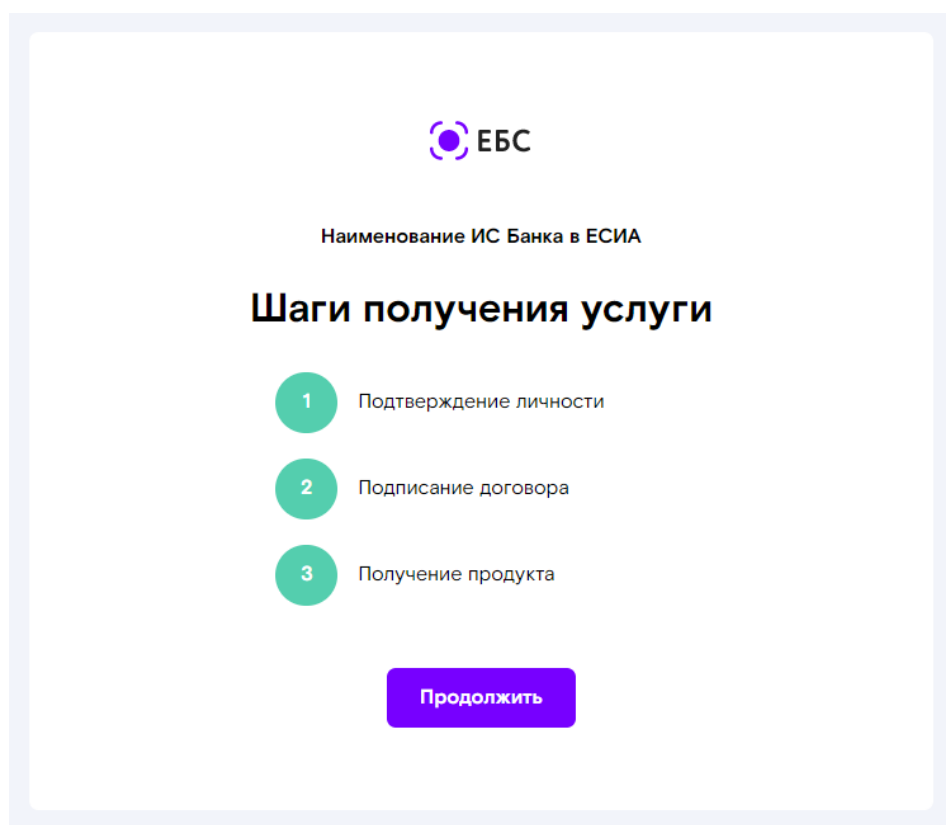 ЕБС
Наименование ИС Банка в ЕСИА
Шаги получения услуги
1 Подтверждение личности
2 Подписание договора
3 Получение продукта
Продолжить